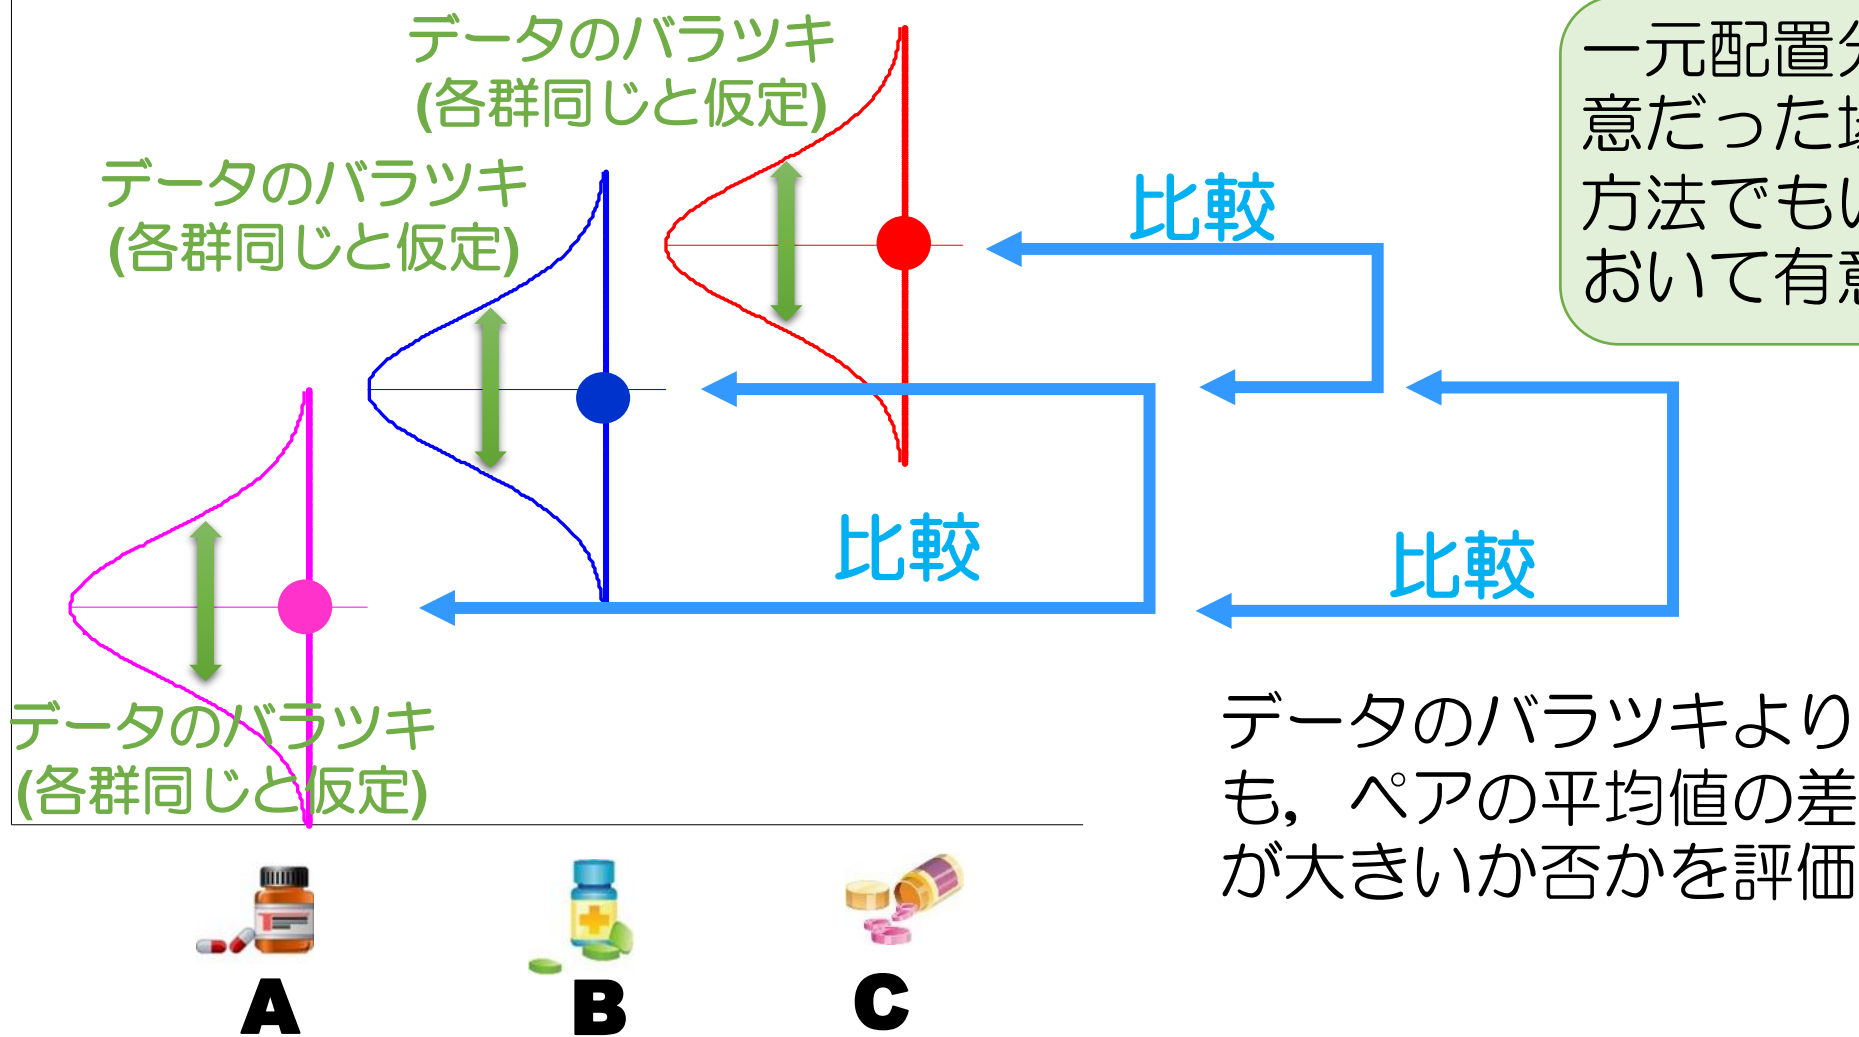 データのバラツキ
(各群同じと仮定)
データのバラツキ
(各群同じと仮定)
データのバラツキ
(各群同じと仮定)
比較
比較
比較
一元配置
意だった
方法でも
おいて有
データのバラツキより
も，ペアの平均値の差
が大きいか否かを評価
A
B
C